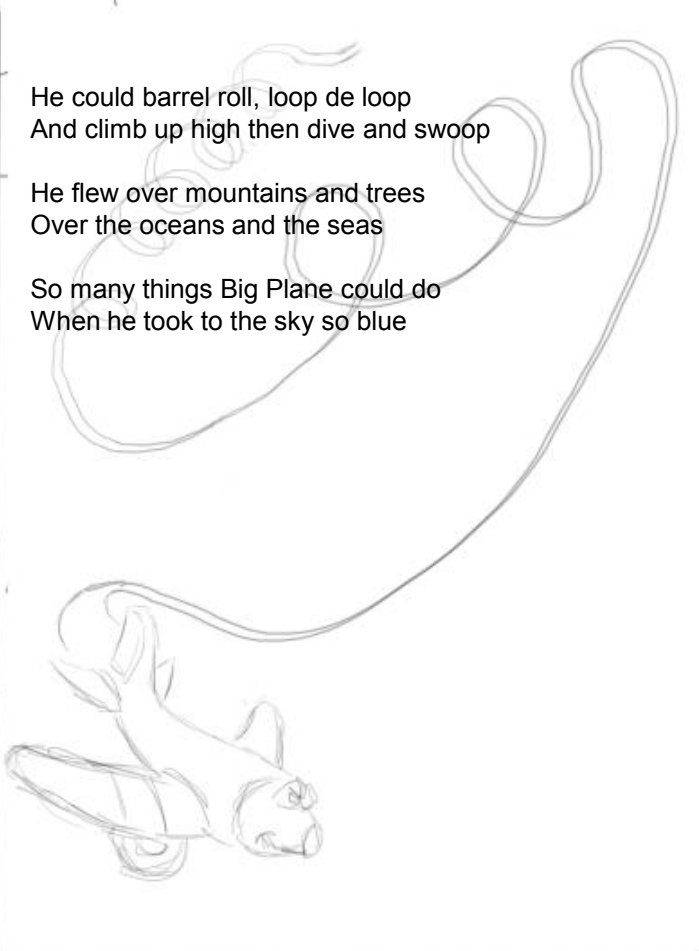 He could barrel roll, loop de loop
And climb up high then dive and swoop
He flew over mountains and trees
Over the oceans and the seas
So many things Big Plane could do
When he took to the sky so blue